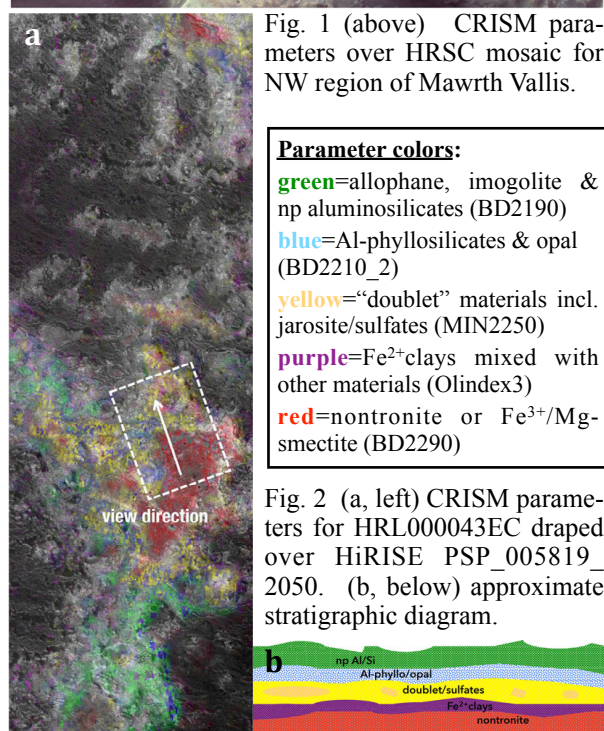 a
view direction
Fig. 1 (above) CRISM para-
meters over HRSC mosaic for
NW region of Mawrth Vallis.
Parameter colors:
green=allophane, imogolite &
np aluminosilicates (BD2190)
blue=Al-phyllosilicates & opal
(BD2210_2)
yellow=“doublet” materials incl.
jarosite/sulfates (MIN2250)
purple=Fe²⁺clays mixed with
other materials (Olindex3)
red=nontronite or Fe³⁺/Mg-
smectite (BD2290)
Fig. 2 (a, left) CRISM parame-
ters for HRL000043EC draped
over HiRISE PSP_005819_
2050. (b, below) approximate
stratigraphic diagram.
b
np Al/Si
Al-phyllo/opal
doublet/sulfates
Fe²⁺clays
nontronite